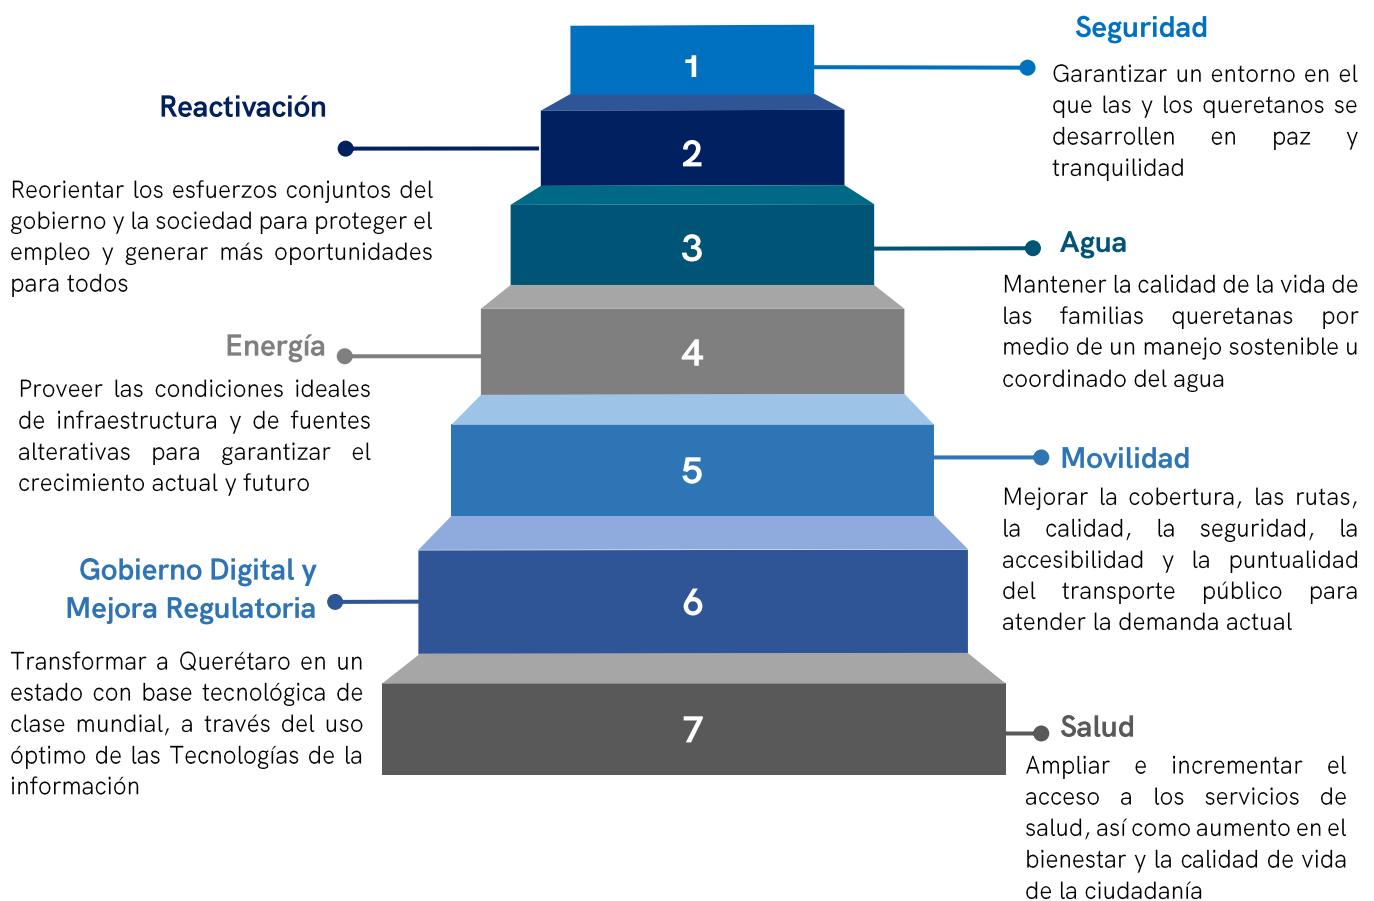 1
Seguridad
Garantizar un entorno en el
que las y los queretanos se
desarrollen en paz y
tranquilidad
2
Reactivación
Reorientar los esfuerzos conjuntos del
gobierno y la sociedad para proteger el
empleo y generar más oportunidades
para todos
3
Agua
Mantener la calidad de la vida de
las familias queretanas por
medio de un manejo sostenible u
coordinado del agua
4
Energía
Proveer las condiciones ideales
de infraestructura y de fuentes
alterativas para garantizar el
crecimiento actual y futuro
5
Movilidad
Mejorar la cobertura, las rutas,
la calidad, la seguridad, la
accesibilidad y la puntualidad
del transporte público para
atender la demanda actual
6
Gobierno Digital y
Mejora Regulatoria
Transformar a Querétaro en un
estado con base tecnológica de
clase mundial, a través del uso
óptimo de las Tecnologías de la
información
7
Salud
Ampliar e incrementar el
acceso a los servicios de
salud, así como aumento en el
bienestar y la calidad de vida
de la ciudadanía